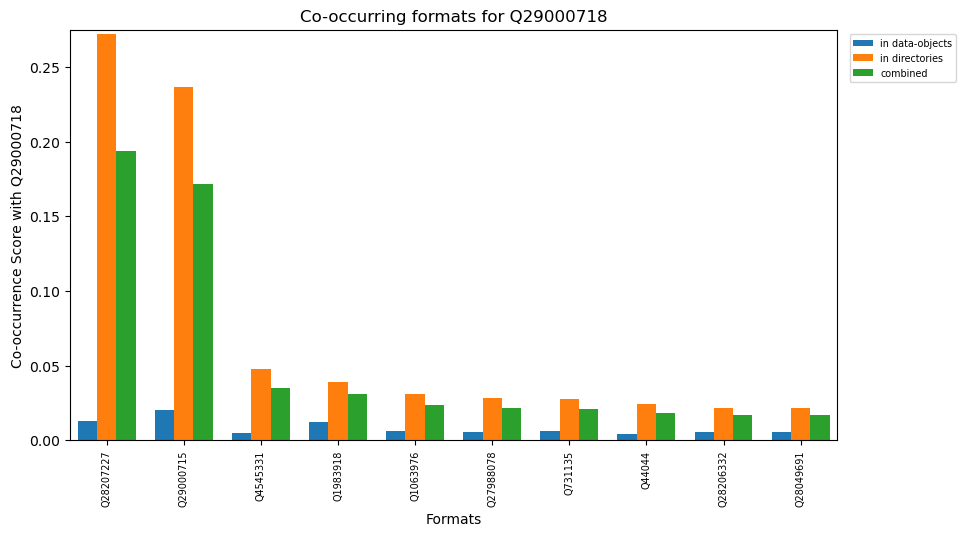 Co-occurring formats for Q29000718
Co-occurrence Score with Q29000718
0.25
0.20
0.15
0.10
0.05
0.00
in data-objects
in directories
combined
Q28207227
Q29000715
Q4545331
Q1983918
Q1063976
Q27988078
Q731135
Q44044
Q28206332
Q28049691
Formats